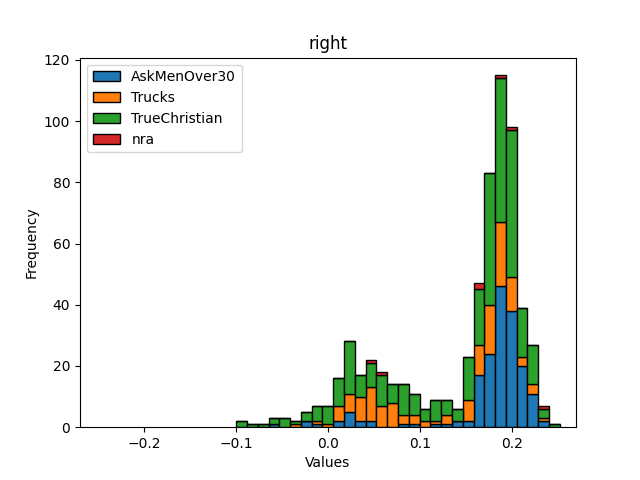 right
120
100
80
60
40
20
0
Frequency
AskMenOver30
Trucks
TrueChristian
nra
−0.2
−0.1
0.0
0.1
0.2
Values